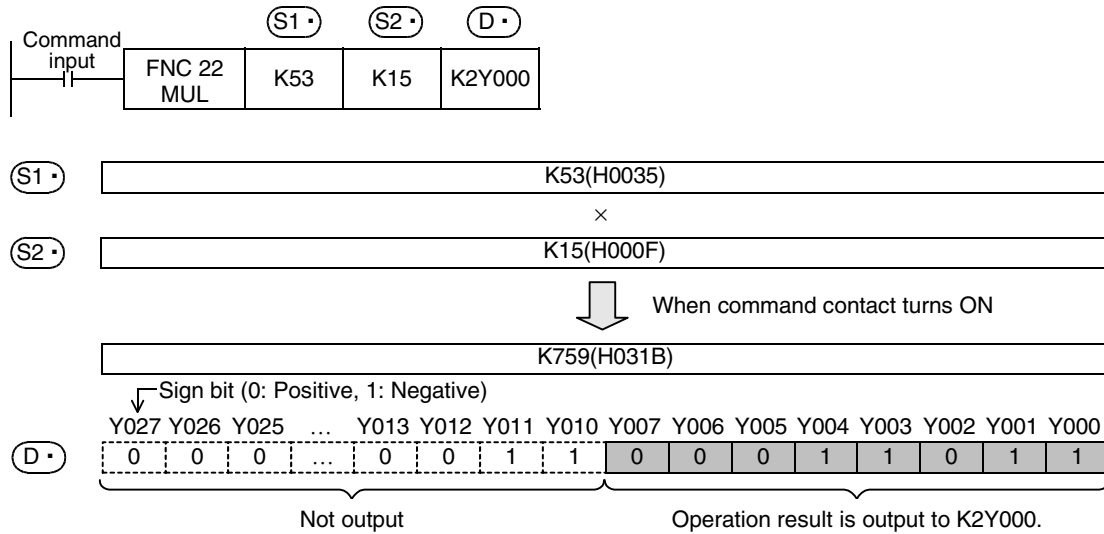 S1· S2· D·
Command input
FNC 22 MUL K53 K15 K2Y000
S1· K53(H0035)
×
S2· K15(H000F)
When command contact turns ON
K759(H031B)
Sign bit (0: Positive, 1: Negative)
Y027 Y026 Y025 ... Y013 Y012 Y011 Y010 Y007 Y006 Y005 Y004 Y003 Y002 Y001 Y000
D· 0 0 0 ... 0 0 1 1 0 0 0 1 1 0 1 1
Not output Operation result is output to K2Y000.